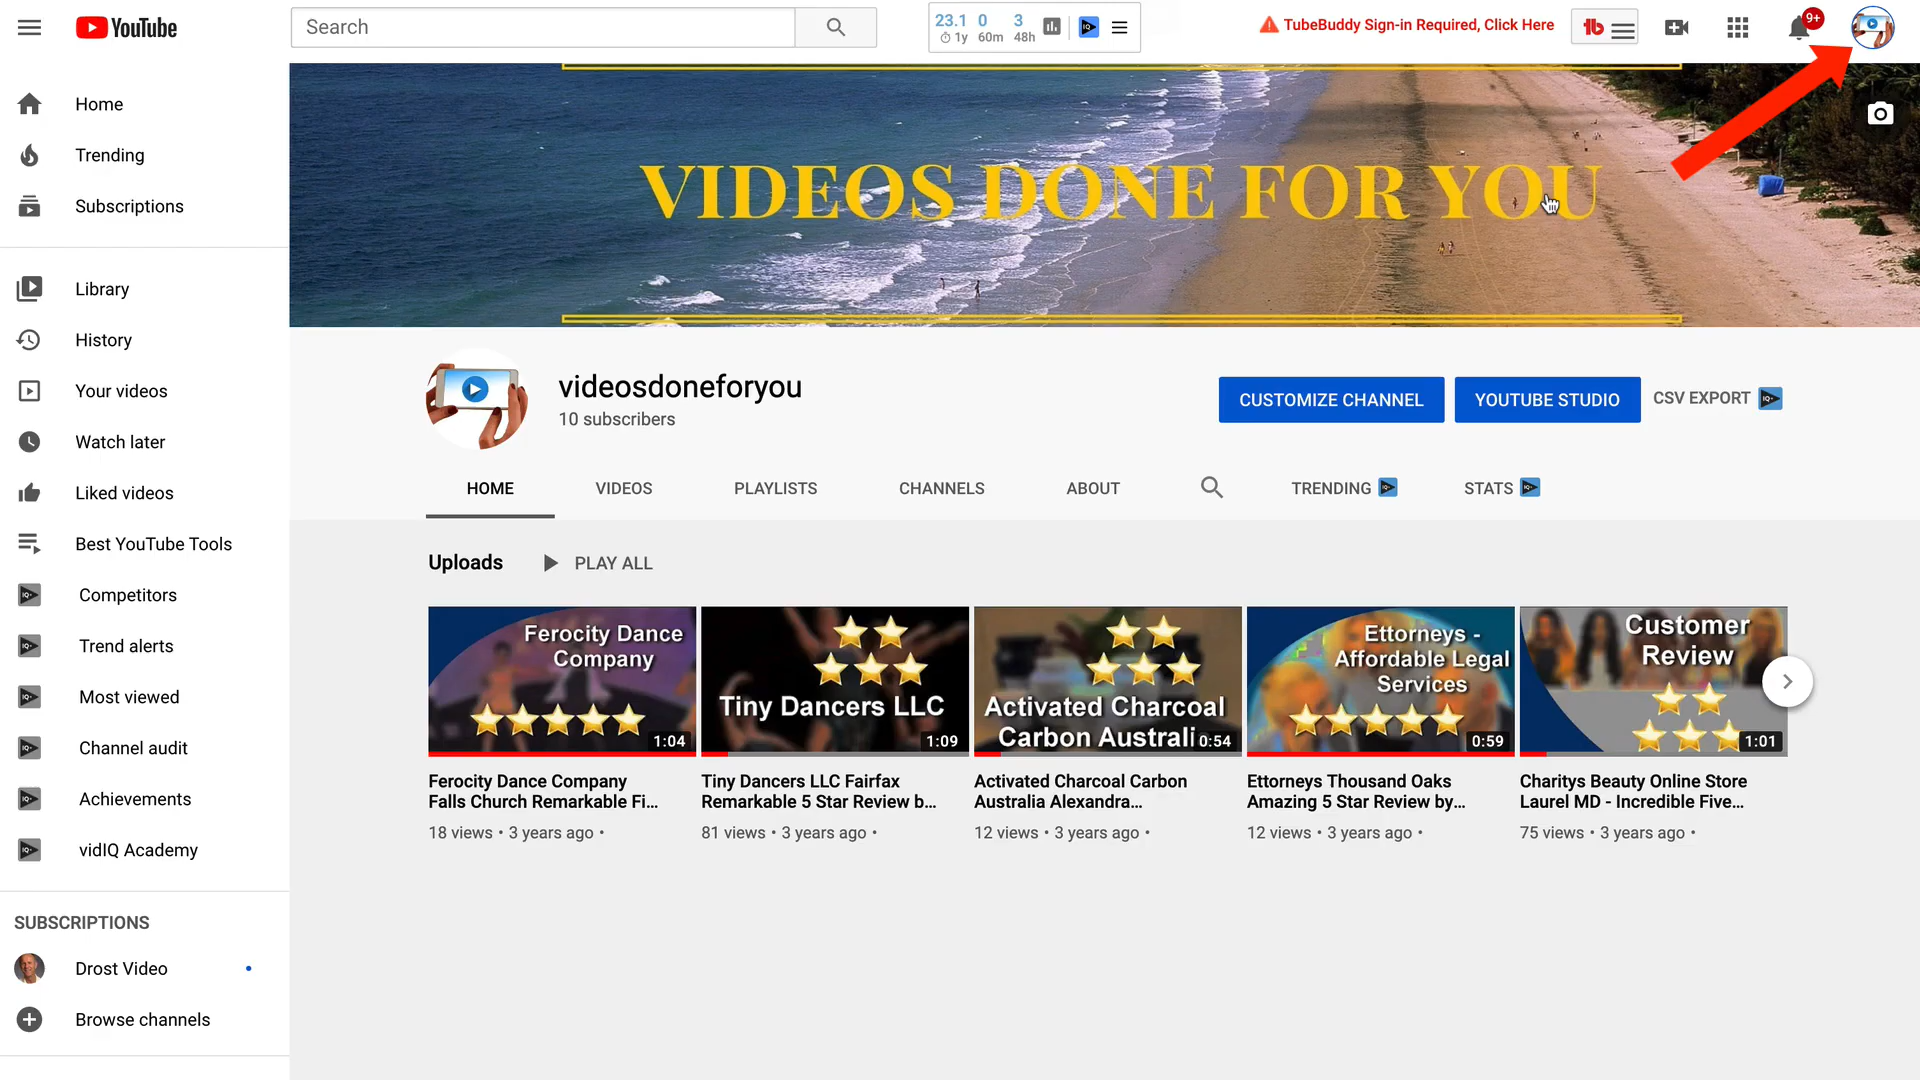 YouTube
Search
23.1 0 3
1y 60m 48h
TubeBuddy Sign-in Required, Click Here
tb
9+
Home
Trending
Subscriptions
Library
History
Your videos
Watch later
Liked videos
Best YouTube Tools
Competitors
Trend alerts
Most viewed
Channel audit
Achievements
vidIQ Academy
SUBSCRIPTIONS
Drost Video
Browse channels
VIDEOS DONE FOR YOU
videosdoneforyou
10 subscribers
CUSTOMIZE CHANNEL
YOUTUBE STUDIO
CSV EXPORT
HOME
VIDEOS
PLAYLISTS
CHANNELS
ABOUT
TRENDING
STATS
Uploads
PLAY ALL
Ferocity Dance
Company
1:04
Ferocity Dance Company
Falls Church Remarkable Fi...
18 views • 3 years ago •
Tiny Dancers LLC
1:09
Tiny Dancers LLC Fairfax
Remarkable 5 Star Review b...
81 views • 3 years ago •
Activated Charcoal
Carbon Australi
0:54
Activated Charcoal Carbon
Australia Alexandra...
12 views • 3 years ago •
Ettorneys -
Affordable Legal
Services
0:59
Ettorneys Thousand Oaks
Amazing 5 Star Review by...
12 views • 3 years ago •
Customer
Review
1:01
Charitys Beauty Online Store
Laurel MD - Incredible Five...
75 views • 3 years ago •